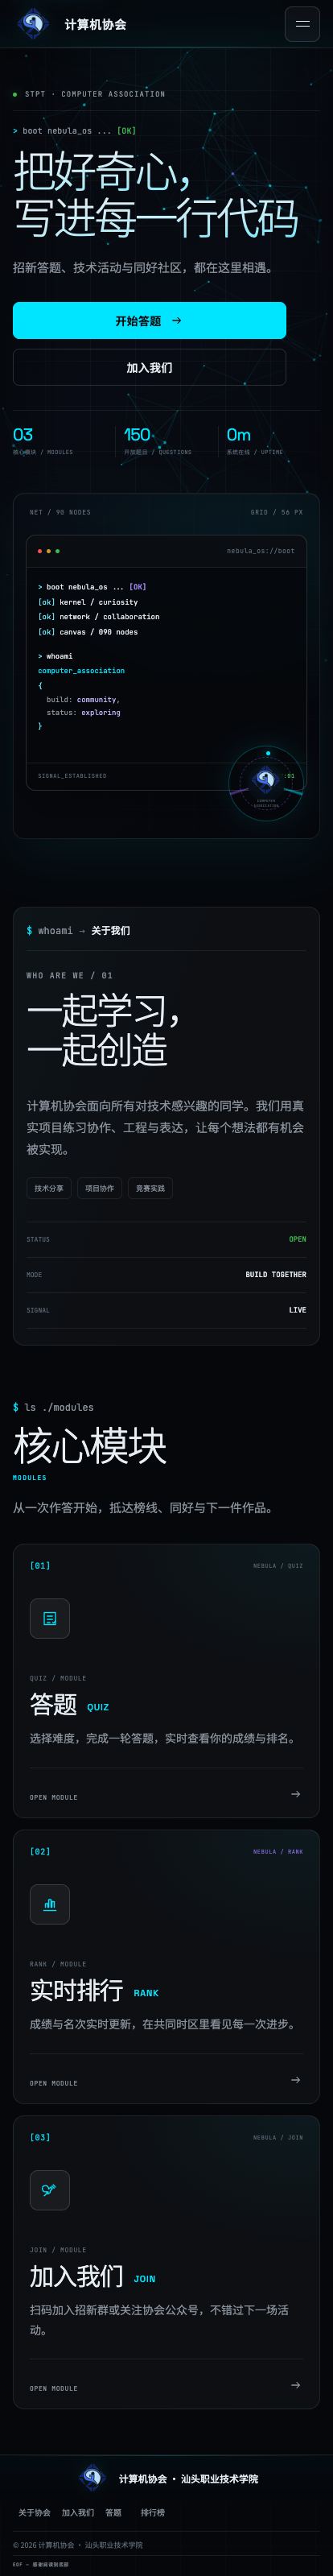 计算机协会
STPT · COMPUTER ASSOCIATION
> boot nebula_os ... [OK]
把好奇心，
写进每一行代码
招新答题、技术活动与同好社区，都在这里相遇。
开始答题 →
加入我们
03
核心模块 / MODULES
150
开放题目 / QUESTIONS
0m
系统在线 / UPTIME
NET / 90 NODES
GRID / 56 PX
nebula_os://boot
> boot nebula_os ... [OK]
[ok] kernel / curiosity
[ok] network / collaboration
[ok] canvas / 090 nodes
> whoami
computer_association
{
build: community,
status: exploring
}
SIGNAL_ESTABLISHED
:01
COMPUTER
ASSOCIATION
$ whoami → 关于我们
WHO ARE WE / 01
一起学习，
一起创造
计算机协会面向所有对技术感兴趣的同学。我们用真
实项目练习协作、工程与表达，让每个想法都有机会
被实现。
技术分享
项目协作
竞赛实践
STATUS
OPEN
MODE
BUILD TOGETHER
SIGNAL
LIVE
$ ls ./modules
核心模块
MODULES
从一次作答开始，抵达榜线、同好与下一件作品。
[01]
NEBULA / QUIZ
QUIZ / MODULE
答题 QUIZ
选择难度，完成一轮答题，实时查看你的成绩与排名。
OPEN MODULE →
[02]
NEBULA / RANK
RANK / MODULE
实时排行 RANK
成绩与名次实时更新，在共同时区里看见每一次进步。
OPEN MODULE →
[03]
NEBULA / JOIN
JOIN / MODULE
加入我们 JOIN
扫码加入招新群或关注协会公众号，不错过下一场活
动。
OPEN MODULE →
计算机协会 · 汕头职业技术学院
关于协会 加入我们 答题 排行榜
© 2026 计算机协会 · 汕头职业技术学院
EOF — 感谢阅读到底部